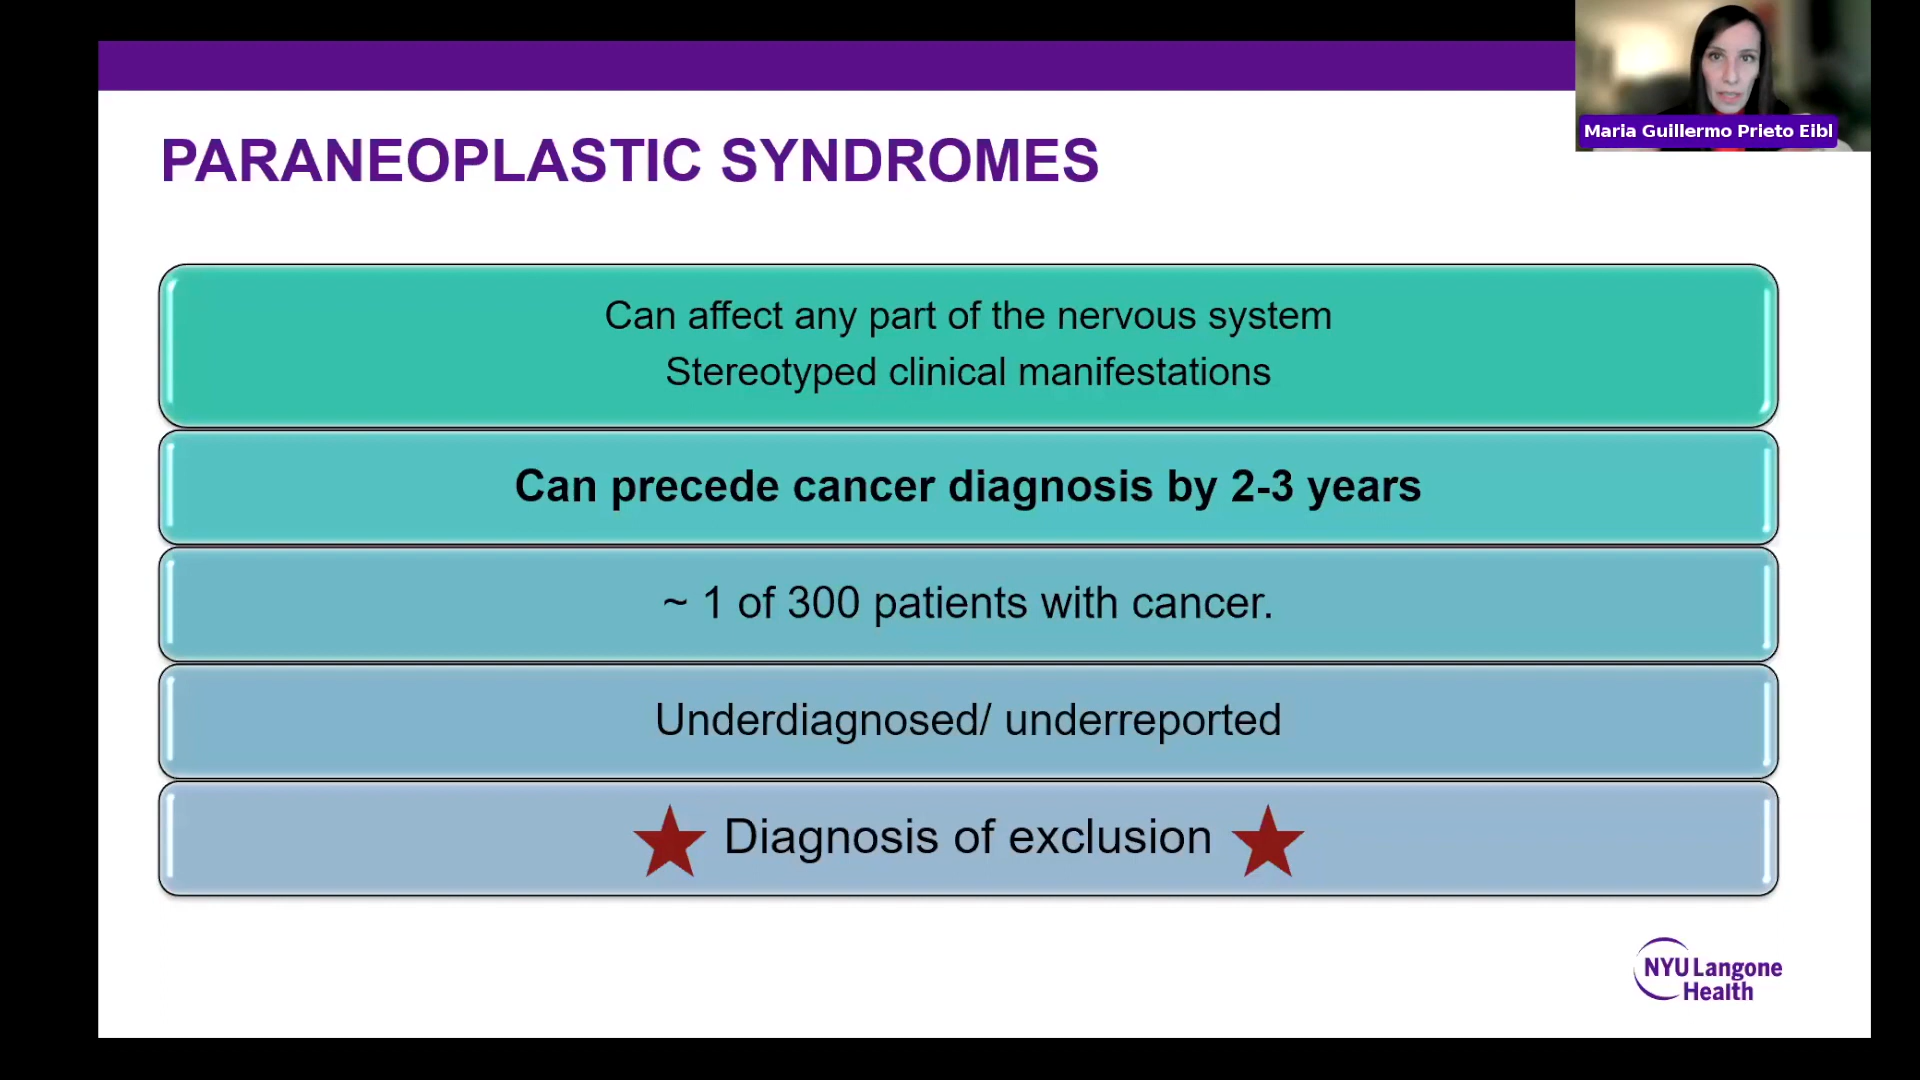 Maria Guillermo Prieto Eibl
PARANEOPLASTIC SYNDROMES
Can affect any part of the nervous system
Stereotyped clinical manifestations
Can precede cancer diagnosis by 2-3 years
~ 1 of 300 patients with cancer.
Underdiagnosed/ underreported
Diagnosis of exclusion
NYU Langone
Health